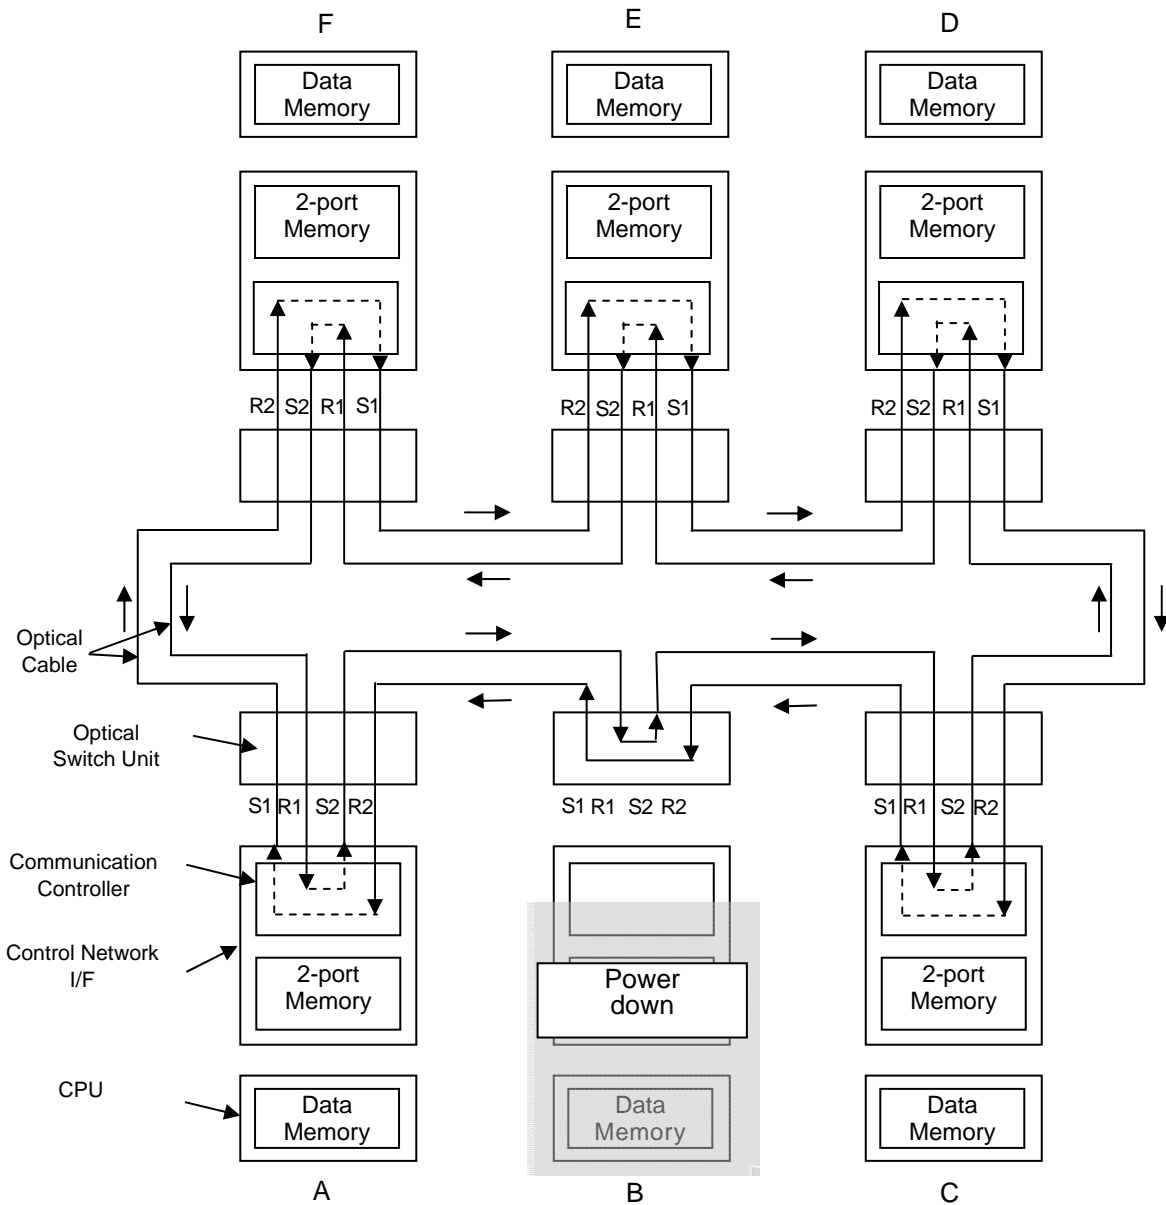 F
E
D
Data
Memory
Data
Memory
Data
Memory
2-port
Memory
2-port
Memory
2-port
Memory
R2 S2 R1 S1
R2 S2 R1 S1
R2 S2 R1 S1
Optical
Cable
Optical
Switch Unit
S1 R1 S2 R2
S1 R1 S2 R2
S1 R1 S2 R2
Communication
Controller
Control Network
I/F
2-port
Memory
Power
down
2-port
Memory
CPU
Data
Memory
Data
Memory
Data
Memory
A
B
C